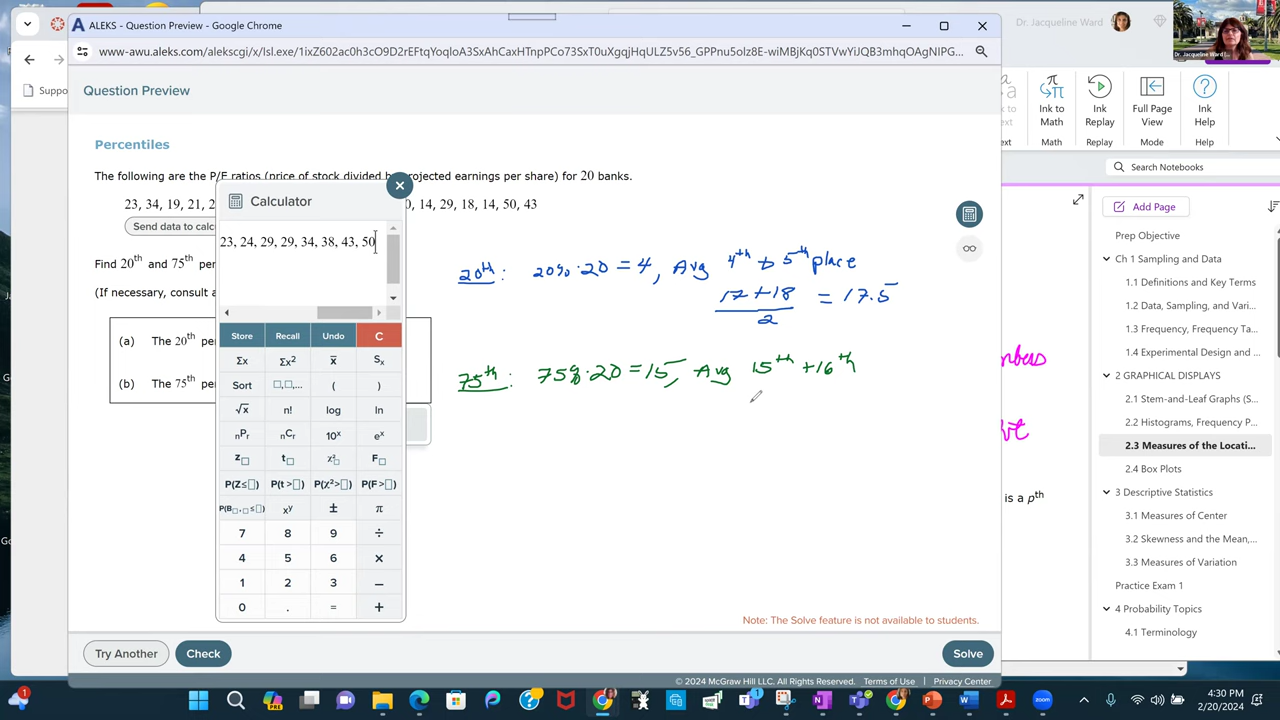 ALEKS - Question Preview - Google Chrome
Dr. Jacqueline Ward
Question Preview
Percentiles
The following are the P/E ratios (price of stock divided by projected earnings per share) for 20 banks.
23, 34, 19, 21, 2
0, 14, 29, 18, 14, 50, 43
Send data to calc
Find 20th and 75th per
(If necessary, consult a
(a) The 20th per
(b) The 75th per
Calculator
23, 24, 29, 29, 34, 38, 43, 50
Store Recall Undo C
Σx Σx² x̄ Sx
Sort □,□,... ( )
√x n! log ln
nPr nCr 10ˣ eˣ
z□ t□ χ²□ F□
P(Z≤□) P(t>□) P(χ²>□) P(F>□)
xʸ ± π
7 8 9 ÷
4 5 6 ×
1 2 3 −
0 . = +
20th: 20% · 20 = 4, Avg 4th + 5th place
17 + 18 = 17.5
2
75th: 75% · 20 = 15, Avg 15th + 16th
Note: The Solve feature is not available to students.
Try Another Check Solve
© 2024 McGraw Hill LLC. All Rights Reserved. Terms of Use | Privacy Center
Suppo
Ink to Math
Ink Replay
Full Page View
Ink Help
Math Replay Mode Help
Search Notebooks
Add Page
Prep Objective
Ch 1 Sampling and Data
1.1 Definitions and Key Terms
1.2 Data, Sampling, and Vari...
1.3 Frequency, Frequency Ta...
1.4 Experimental Design and ...
2 GRAPHICAL DISPLAYS
2.1 Stem-and-Leaf Graphs (S...
2.2 Histograms, Frequency P...
2.3 Measures of the Locati...
2.4 Box Plots
3 Descriptive Statistics
3.1 Measures of Center
3.2 Skewness and the Mean,...
3.3 Measures of Variation
Practice Exam 1
4 Probability Topics
4.1 Terminology
is a pth
4:30 PM
2/20/2024